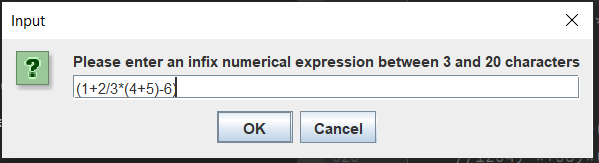 Input
Please enter an infix numerical expression between 3 and 20 characters
(1+2/3*(4+5)-6)
OK
Cancel